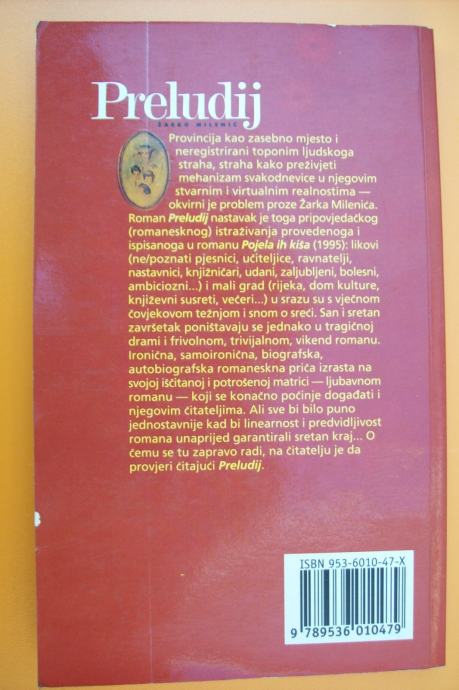 Preludij
ŽARKO MILENIĆ
Provincija kao zasebno mjesto i
neregistrirani toponim ljudskoga
straha, straha kako preživjeti
mehanizam svakodnevice u njegovim
stvarnim i virtualnim realnostima —
okvirni je problem proze Žarka Milenića.
Roman Preludij nastavak je toga pripovjedačkog
(romanesknog) istraživanja provedenoga i
ispisanoga u romanu Pojela ih kiša (1995): likovi
(ne/poznati pjesnici, učiteljice, ravnatelji,
nastavnici, knjižničari, udani, zaljubljeni, bolesni,
ambiciozni...) i mali grad (rijeka, dom kulture,
književni susreti, večeri...) u srazu su s vječnom
čovjekovom težnjom i snom o sreći. San i sretan
završetak poništavaju se jednako u tragičnoj
drami i frivolnom, trivijalnom, vikend romanu.
Ironična, samoironična, biografska,
autobiografska romaneskna priča izrasta na
svojoj iščitanoj i potrošenoj matrici — ljubavnom
romanu — koji se konačno počinje događati i
njegovim čitateljima. Ali sve bi bilo puno
jednostavnije kad bi linearnost i predvidljivost
romana unaprijed garantirali sretan kraj... O
čemu se tu zapravo radi, na čitatelju je da
provjeri čitajući Preludij.
ISBN 953-6010-47-X
9 789536 010479